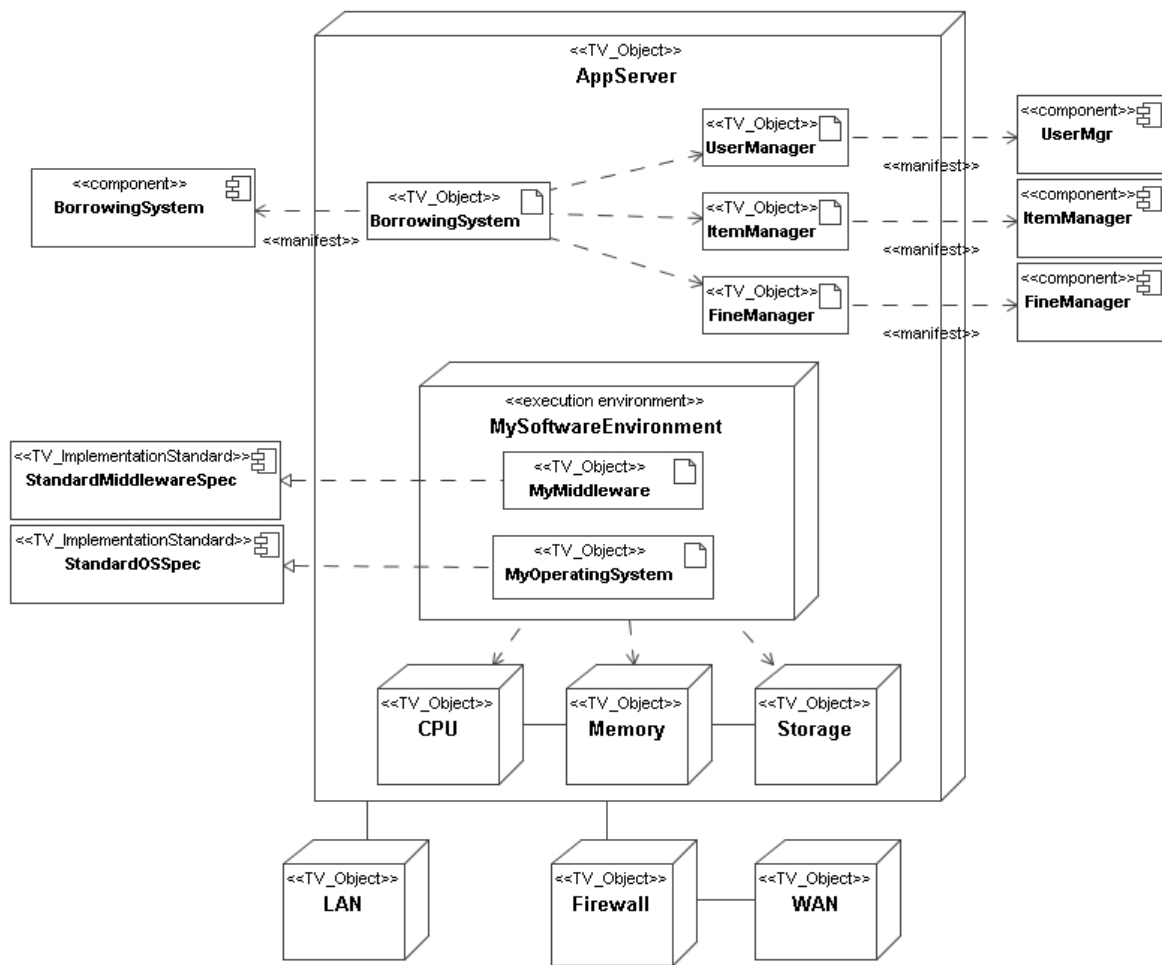 <<TV_Object>>
AppServer
<<TV_Object>>
UserManager
<<manifest>>
<<component>>
UserMgr
<<component>>
BorrowingSystem
<<manifest>>
<<TV_Object>>
BorrowingSystem
<<TV_Object>>
ItemManager
<<manifest>>
<<component>>
ItemManager
<<TV_Object>>
FineManager
<<manifest>>
<<component>>
FineManager
<<execution environment>>
MySoftwareEnvironment
<<TV_ImplementationStandard>>
StandardMiddlewareSpec
<<TV_Object>>
MyMiddleware
<<TV_ImplementationStandard>>
StandardOSSpec
<<TV_Object>>
MyOperatingSystem
<<TV_Object>>
CPU
<<TV_Object>>
Memory
<<TV_Object>>
Storage
<<TV_Object>>
LAN
<<TV_Object>>
Firewall
<<TV_Object>>
WAN